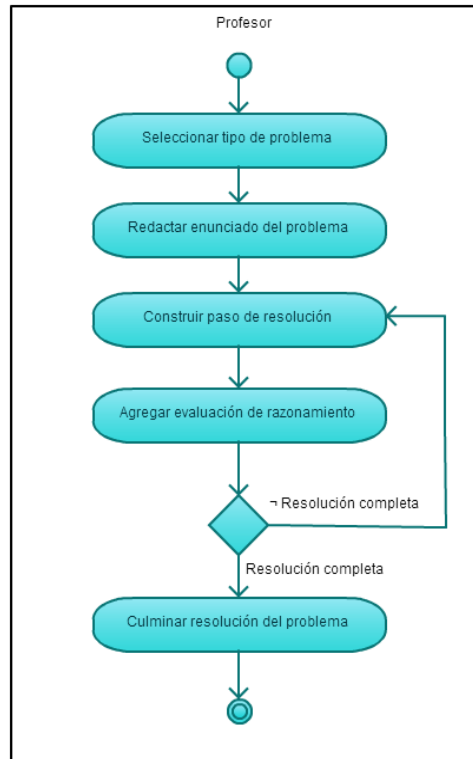 Profesor
Seleccionar tipo de problema
Redactar enunciado del problema
Construir paso de resolución
Agregar evaluación de razonamiento
¬ Resolución completa
Resolución completa
Culminar resolución del problema